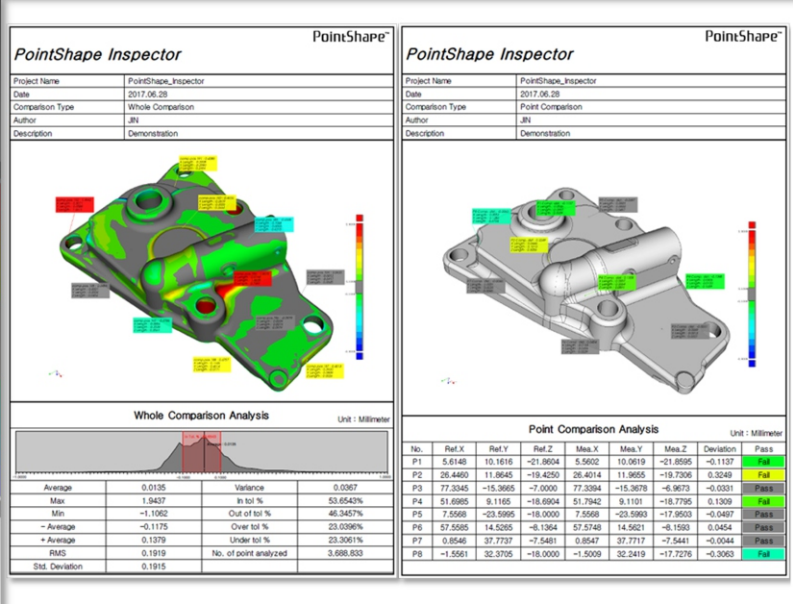 PointShape™
PointShape Inspector
Project Name PointShape_Inspector
Date 2017.06.28
Comparison Type Whole Comparison
Author JIN
Description Demonstration
Whole Comparison Analysis
Unit : Millimeter
Average 0.0135 Variance 0.0367
Max 1.9437 In tol % 53.6543%
Min -1.1062 Out of tol % 46.3457%
- Average -0.1175 Over tol % 23.0396%
+ Average 0.1379 Under tol % 23.3061%
RMS 0.1919 No. of point analyzed 3,688,833
Std. Deviation 0.1915
PointShape™
PointShape Inspector
Project Name PointShape_Inspector
Date 2017.06.28
Comparison Type Point Comparison
Author JIN
Description Demonstration
Point Comparison Analysis
Unit : Millimeter
No. Ref.X Ref.Y Ref.Z Mea.X Mea.Y Mea.Z Deviation Pass
P1 5.6148 10.1616 -21.8604 5.5602 10.0619 -21.8595 -0.1137 Fail
P2 26.4460 11.8645 -19.4250 26.4014 11.9655 -19.7306 0.3249 Fail
P3 77.3345 -15.3665 -7.0000 77.3394 -15.3678 -6.9673 -0.0331 Pass
P4 51.6985 9.1165 -18.6904 51.7942 9.1101 -18.7795 0.1309 Fail
P5 7.5568 -23.5995 -18.0000 7.5568 -23.5993 -17.9503 -0.0497 Pass
P6 57.5585 14.5265 -8.1364 57.5748 14.5621 -8.1593 0.0454 Pass
P7 0.8546 37.7737 -7.5481 0.8547 37.7717 -7.5441 -0.0044 Pass
P8 -1.5561 32.3705 -18.0000 -1.5009 32.2419 -17.7276 -0.3063 Fail